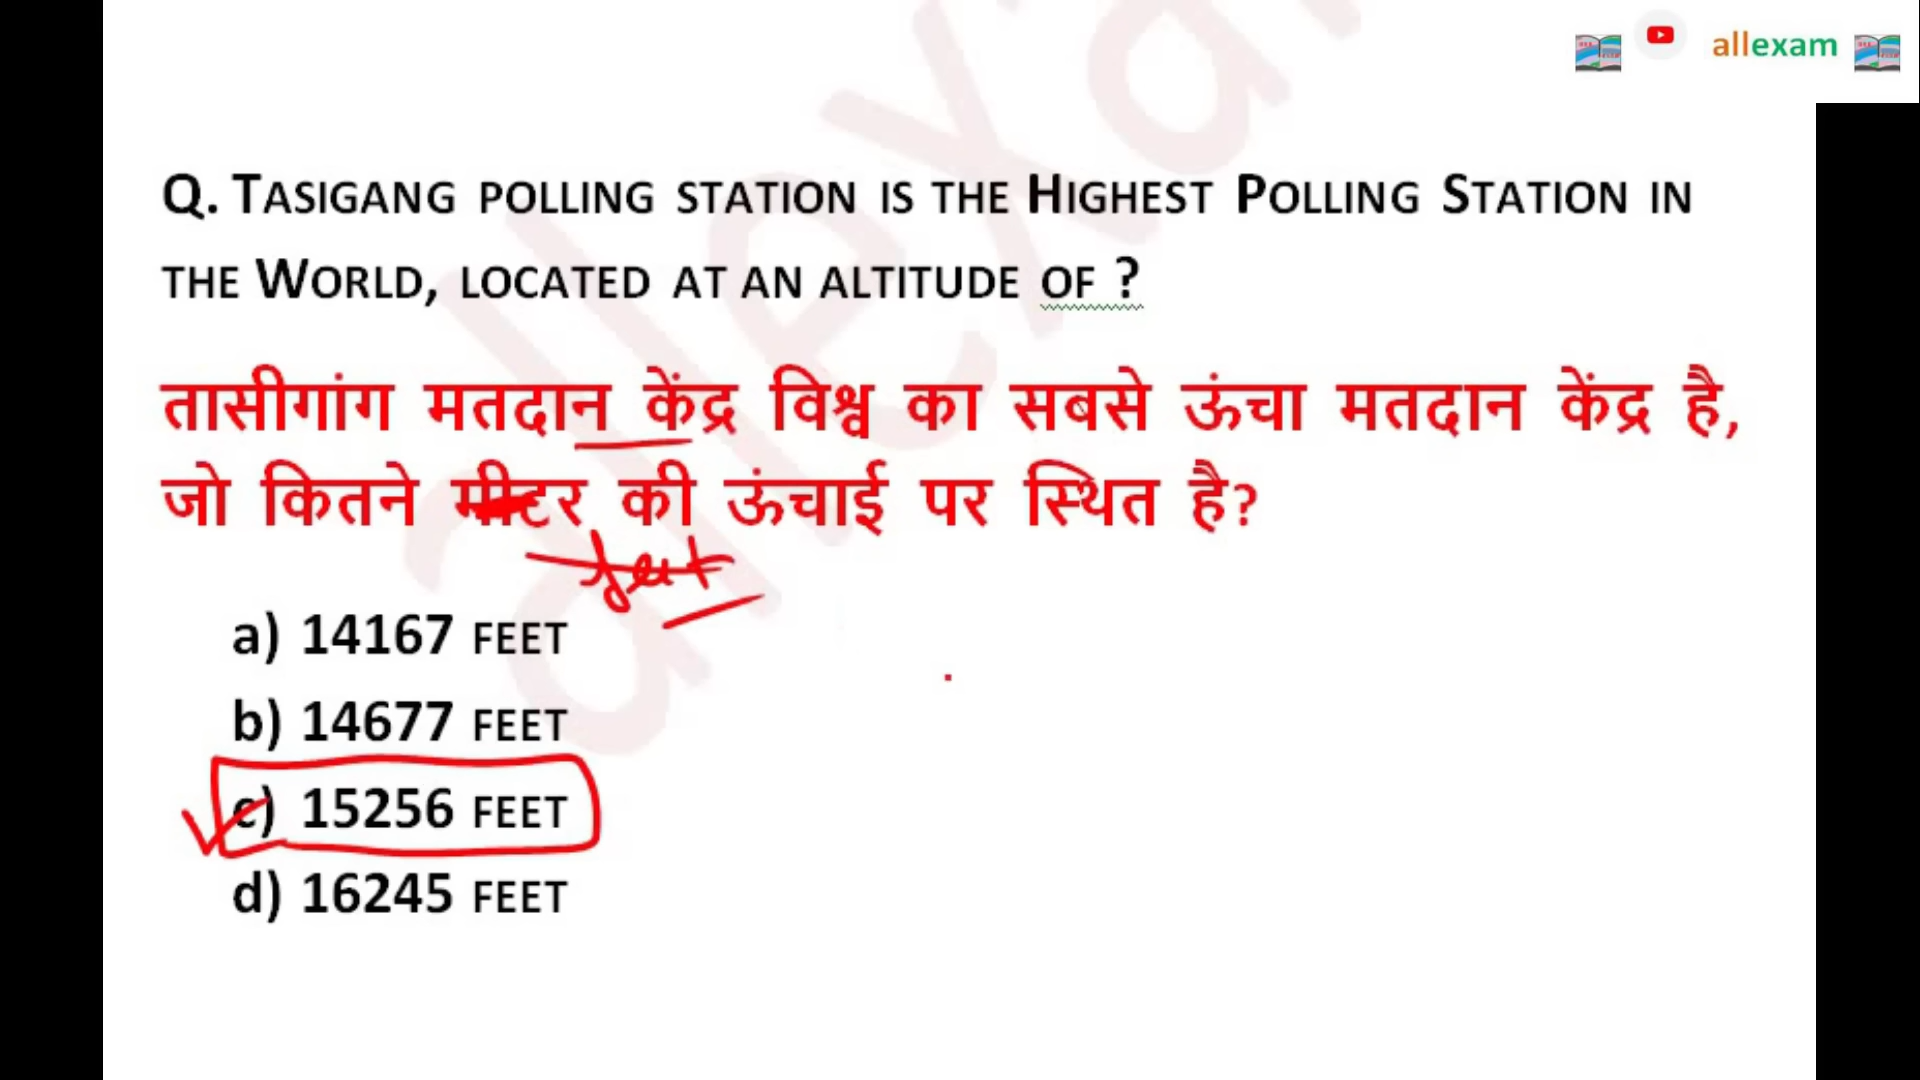 allexam
Q. TASIGANG POLLING STATION IS THE HIGHEST POLLING STATION IN
THE WORLD, LOCATED AT AN ALTITUDE OF ?
तासीगांग मतदान केंद्र विश्व का सबसे ऊंचा मतदान केंद्र है,
जो कितने मीटर की ऊंचाई पर स्थित है?
feet
a) 14167 FEET
b) 14677 FEET
c) 15256 FEET
d) 16245 FEET